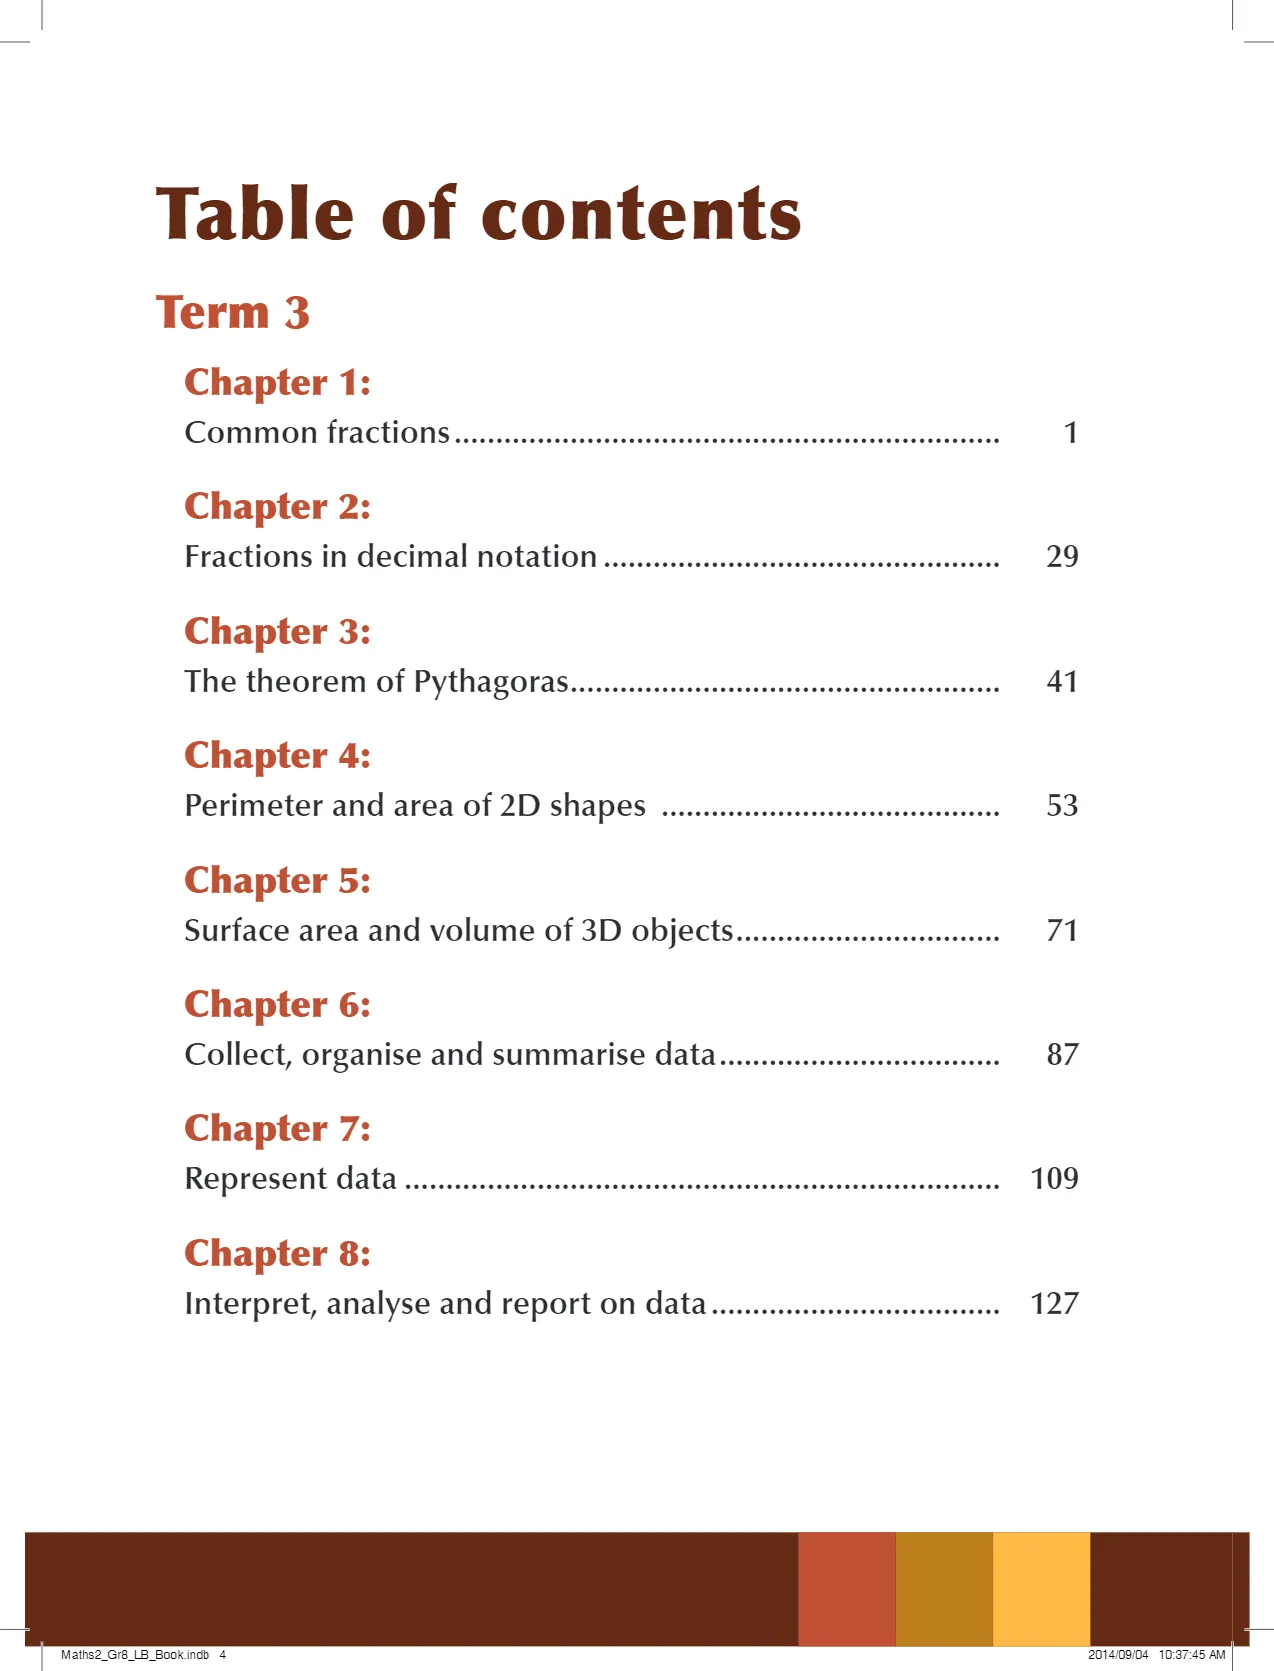 Table of contents
Term 3
Chapter 1:
Common fractions.................................................................. 1
Chapter 2:
Fractions in decimal notation ................................................ 29
Chapter 3:
The theorem of Pythagoras.................................................... 41
Chapter 4:
Perimeter and area of 2D shapes ......................................... 53
Chapter 5:
Surface area and volume of 3D objects................................ 71
Chapter 6:
Collect, organise and summarise data.................................. 87
Chapter 7:
Represent data ........................................................................ 109
Chapter 8:
Interpret, analyse and report on data................................... 127
Maths2_Gr8_LB_Book.indb 4
2014/09/04 10:37:45 AM